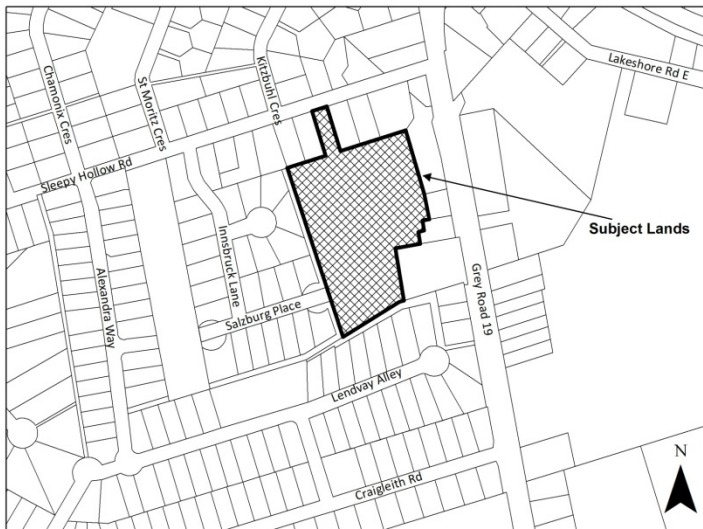 Chamonix Cres
St Moritz Cres
Kitzbuhl Cres
Lakeshore Rd E
Sleepy Hollow Rd
Subject Lands
Innsbruck Lane
Alexandra Way
Salzburg Place
Grey Road 19
Lendvay Alley
Craigleith Rd
N